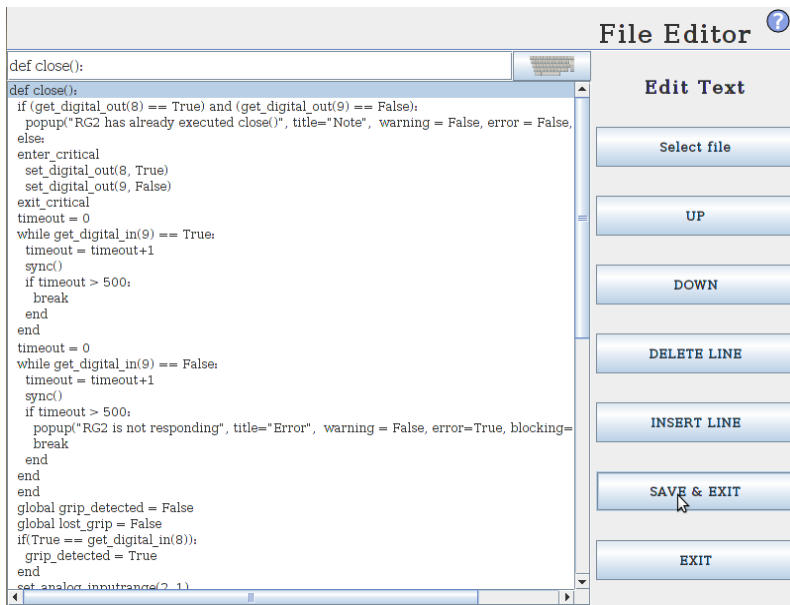 File Editor ?
def close():
def close():
if (get_digital_out(8) == True) and (get_digital_out(9) == False):
popup("RG2 has already executed close()", title="Note", warning = False, error = False,
else:
enter_critical
set_digital_out(8, True)
set_digital_out(9, False)
exit_critical
timeout = 0
while get_digital_in(9) == True:
timeout = timeout+1
sync()
if timeout > 500:
break
end
end
timeout = 0
while get_digital_in(9) == False:
timeout = timeout+1
sync()
if timeout > 500:
popup("RG2 is not responding", title="Error", warning = False, error=True, blocking=
break
end
end
end
global grip_detected = False
global lost_grip = False
if(True == get_digital_in(8)):
grip_detected = True
end
set_analog_inputrange(2, 1)
Edit Text
Select file
UP
DOWN
DELETE LINE
INSERT LINE
SAVE & EXIT
EXIT